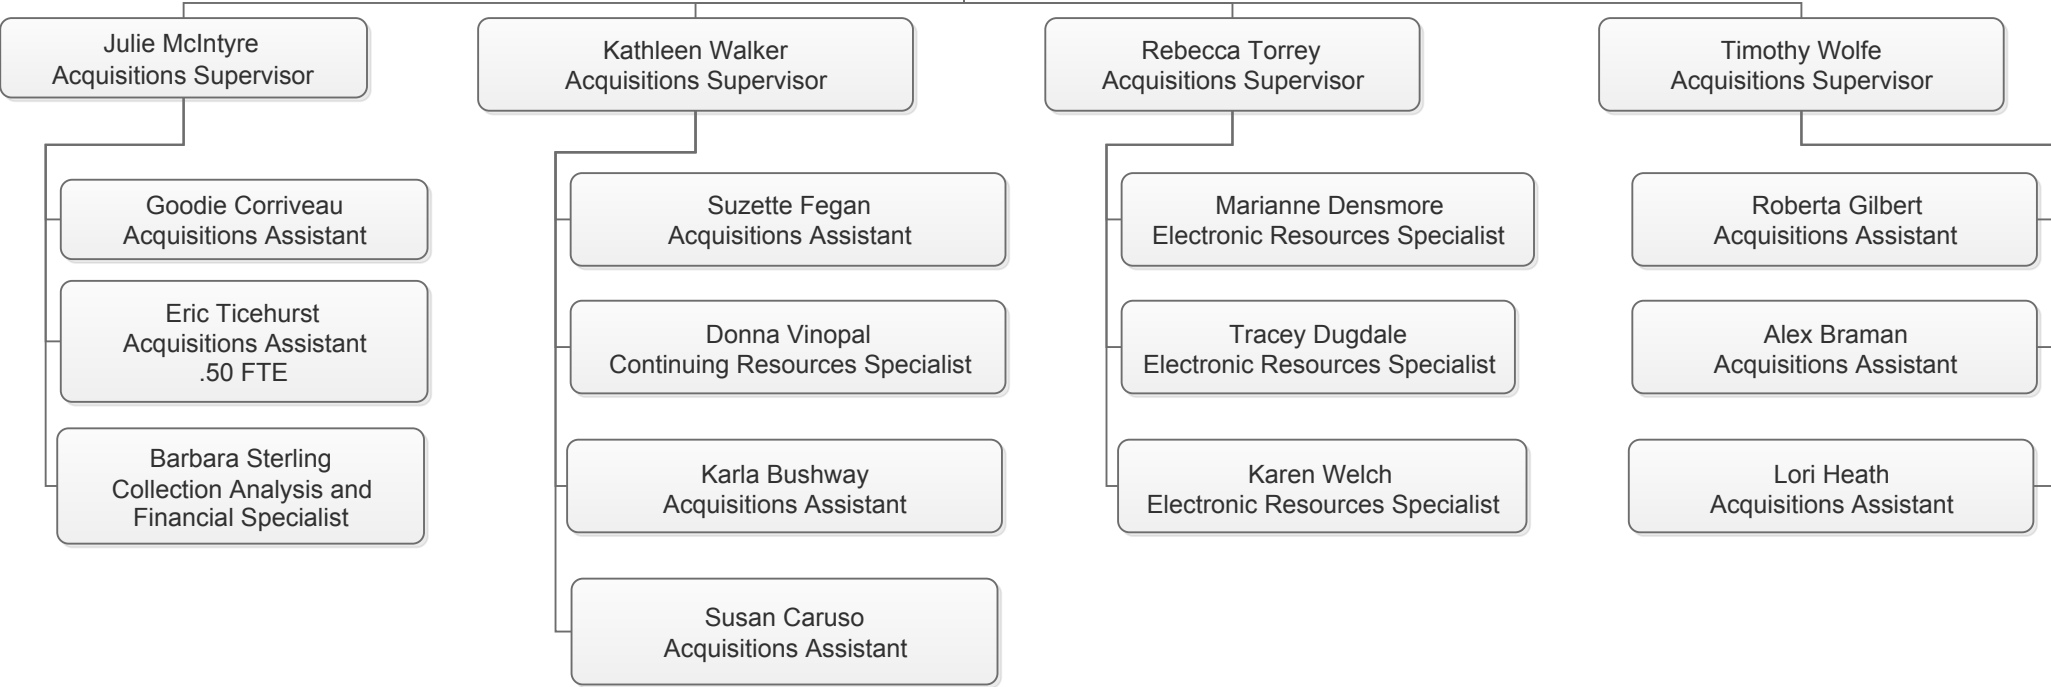 Julie McIntyre
Acquisitions Supervisor
Goodie Corriveau
Acquisitions Assistant
Eric Ticehurst
Acquisitions Assistant
.50 FTE
Barbara Sterling
Collection Analysis and
Financial Specialist
Kathleen Walker
Acquisitions Supervisor
Suzette Fegan
Acquisitions Assistant
Donna Vinopal
Continuing Resources Specialist
Karla Bushway
Acquisitions Assistant
Susan Caruso
Acquisitions Assistant
Rebecca Torrey
Acquisitions Supervisor
Marianne Densmore
Electronic Resources Specialist
Tracey Dugdale
Electronic Resources Specialist
Karen Welch
Electronic Resources Specialist
Timothy Wolfe
Acquisitions Supervisor
Roberta Gilbert
Acquisitions Assistant
Alex Braman
Acquisitions Assistant
Lori Heath
Acquisitions Assistant